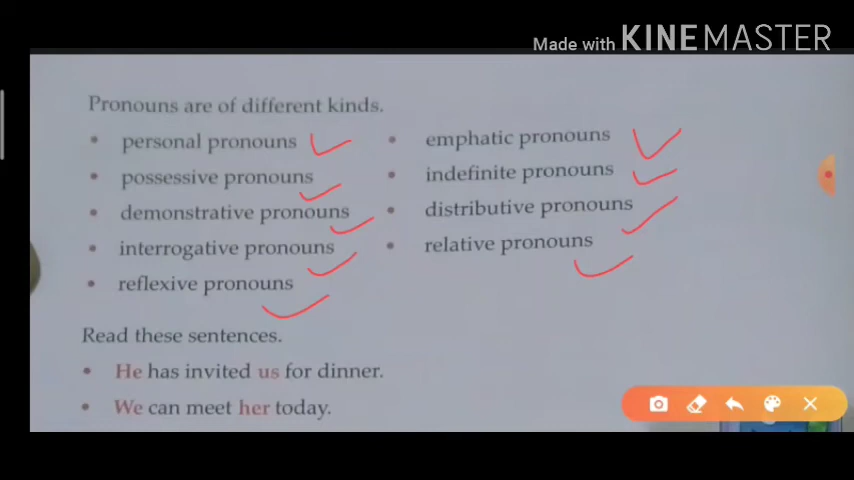 Made with KINEMASTER
Pronouns are of different kinds.
• personal pronouns
• possessive pronouns
• demonstrative pronouns
• interrogative pronouns
• reflexive pronouns
• emphatic pronouns
• indefinite pronouns
• distributive pronouns
• relative pronouns
Read these sentences.
• He has invited us for dinner.
• We can meet her today.